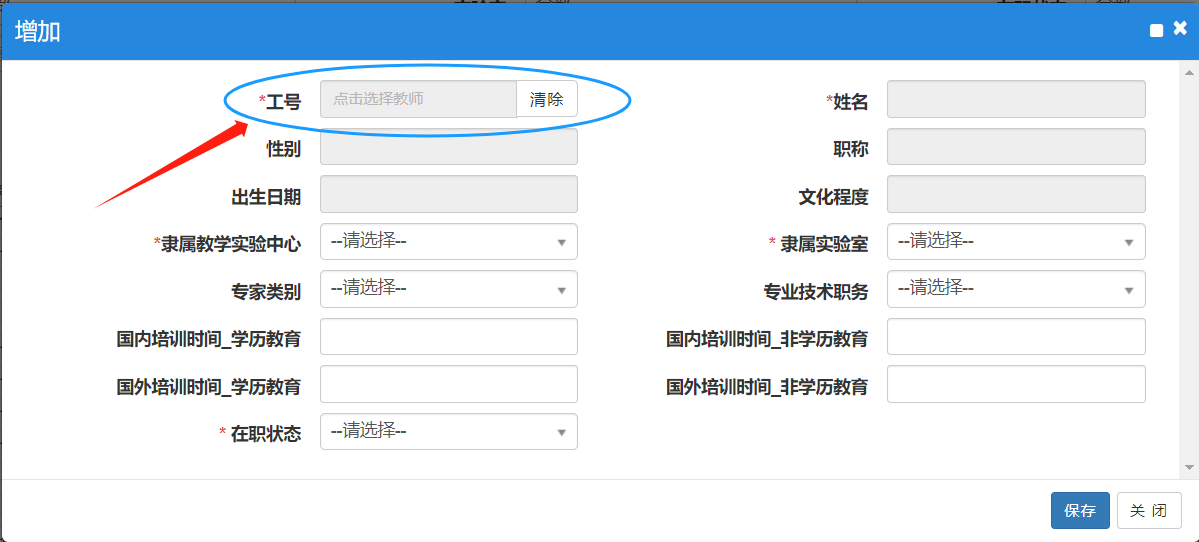 增加
*工号 点击选择教师 清除 *姓名
性别 职称
出生日期 文化程度
*隶属教学实验中心 --请选择-- * 隶属实验室 --请选择--
专家类别 --请选择-- 专业技术职务 --请选择--
国内培训时间_学历教育 国内培训时间_非学历教育
国外培训时间_学历教育 国外培训时间_非学历教育
* 在职状态 --请选择--
保存 关 闭